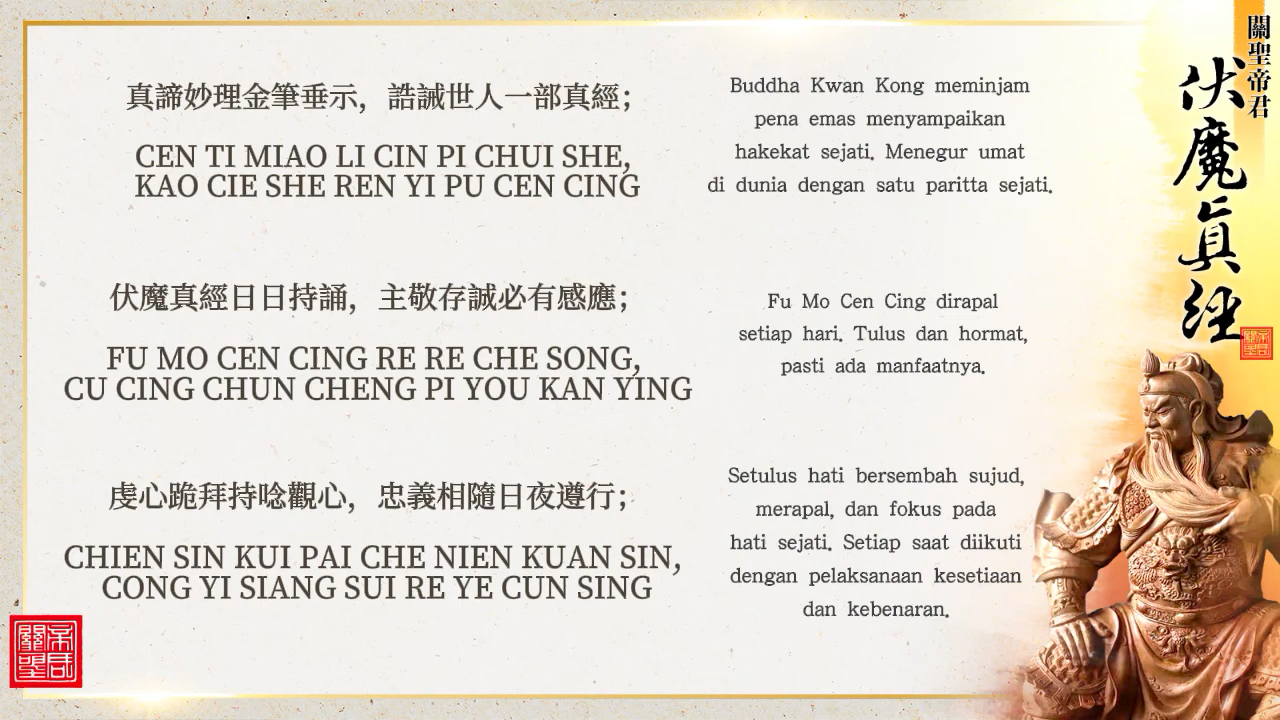 真諦妙理金筆垂示，誥誡世人一部真經；
CEN TI MIAO LI CIN PI CHUI SHE,
KAO CIE SHE REN YI PU CEN CING
Buddha Kwan Kong meminjam
pena emas menyampaikan
hakekat sejati. Menegur umat
di dunia dengan satu paritta sejati.
伏魔真經日日持誦，主敬存誠必有感應；
FU MO CEN CING RE RE CHE SONG,
CU CING CHUN CHENG PI YOU KAN YING
Fu Mo Cen Cing dirapal
setiap hari. Tulus dan hormat,
pasti ada manfaatnya.
虔心跪拜持唸觀心，忠義相隨日夜遵行；
CHIEN SIN KUI PAI CHE NIEN KUAN SIN,
CONG YI SIANG SUI RE YE CUN SING
Setulus hati bersembah sujud,
merapal, dan fokus pada
hati sejati. Setiap saat diikuti
dengan pelaksanaan kesetiaan
dan kebenaran.
關聖帝君
伏魔真經
關聖帝君